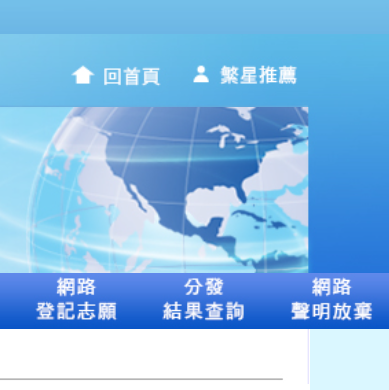 回首頁 繁星推薦
網路 分發 網路
登記志願 結果查詢 聲明放棄